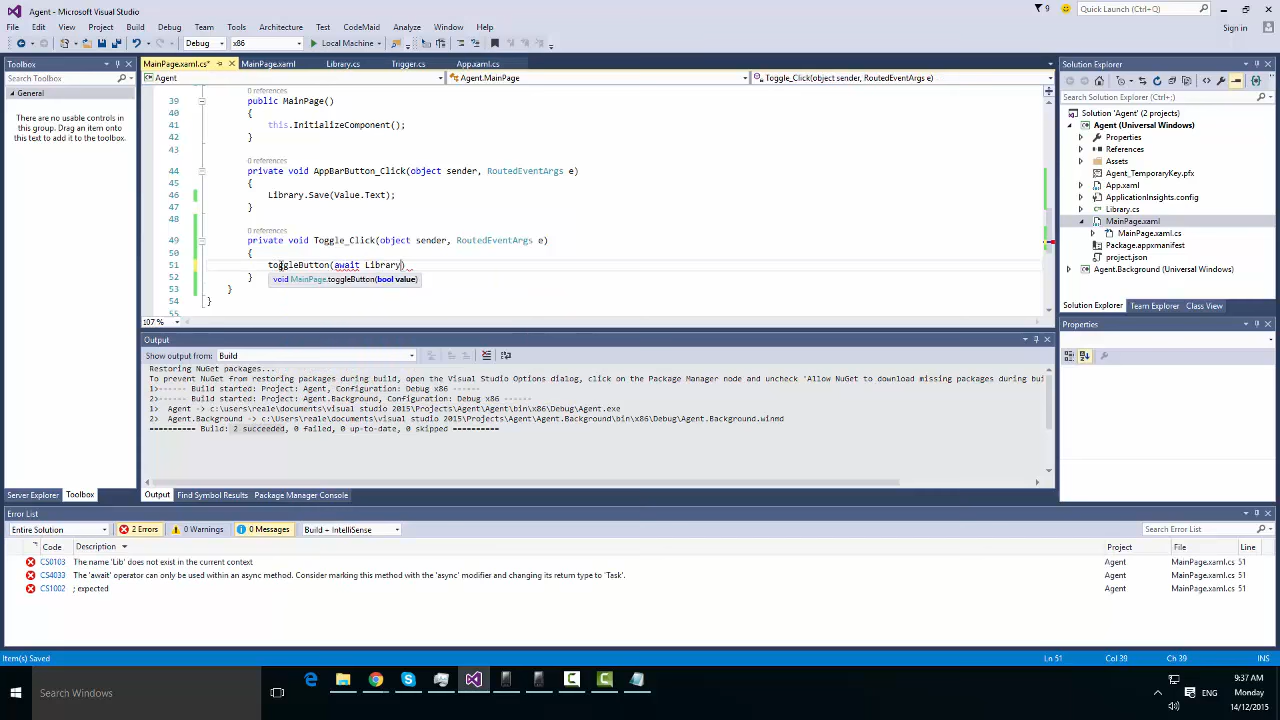 Agent - Microsoft Visual Studio
9
Quick Launch (Ctrl+Q)
File Edit View Project Build Debug Team Tools Architecture Test Insert CodeMaid Analyze Window Help
Sign in
Debug x86 Local Machine
Toolbox
MainPage.xaml.cs* MainPage.xaml Library.cs Trigger.cs App.xaml.cs
Solution Explorer
Search Toolbox
Agent Agent.MainPage Toggle_Click(object sender, RoutedEventArgs e)
General
There are no usable controls in
this group. Drag an item onto
this text to add it to the toolbox.
0 references
39 public MainPage()
40 {
41 this.InitializeComponent();
42 }
43
0 references
44 private void AppBarButton_Click(object sender, RoutedEventArgs e)
45 {
46 Library.Save(Value.Text);
47 }
48
0 references
49 private void Toggle_Click(object sender, RoutedEventArgs e)
50 {
51 toggleButton(await Library)
void MainPage.toggleButton(bool value)
52 }
53 }
54 }
55
107 %
Search Solution Explorer (Ctrl+;)
Solution 'Agent' (2 projects)
Agent (Universal Windows)
Properties
References
Assets
Agent_TemporaryKey.pfx
App.xaml
ApplicationInsights.config
Library.cs
MainPage.xaml
MainPage.xaml.cs
Package.appxmanifest
project.json
Agent.Background (Universal Windows)
Solution Explorer Team Explorer Class View
Properties
Output
Show output from: Build
Restoring NuGet packages...
To prevent NuGet from restoring packages during build, open the Visual Studio Options dialog, click on the Package Manager node and uncheck 'Allow NuGet to download missing packages during bui
1>------ Build started: Project: Agent, Configuration: Debug x86 ------
2>------ Build started: Project: Agent.Background, Configuration: Debug x86 ------
1> Agent -> c:\users\reale\documents\visual studio 2015\Projects\Agent\Agent\bin\x86\Debug\Agent.exe
2> Agent.Background -> c:\Users\reale\documents\visual studio 2015\Projects\Agent\Agent.Background\bin\x86\Debug\Agent.Background.winmd
========== Build: 2 succeeded, 0 failed, 0 up-to-date, 0 skipped ==========
Server Explorer Toolbox
Output Find Symbol Results Package Manager Console
Error List
Entire Solution 2 Errors 0 Warnings 0 Messages Build + IntelliSense
Search Error List
Code Description Project File Line
CS0103 The name 'Lib' does not exist in the current context Agent MainPage.xaml.cs 51
CS4033 The 'await' operator can only be used within an async method. Consider marking this method with the 'async' modifier and changing its return type to 'Task'. Agent MainPage.xaml.cs 51
CS1002 ; expected Agent MainPage.xaml.cs 51
Item(s) Saved Ln 51 Col 39 Ch 39 INS
Search Windows
ENG
9:37 AM
Monday
14/12/2015